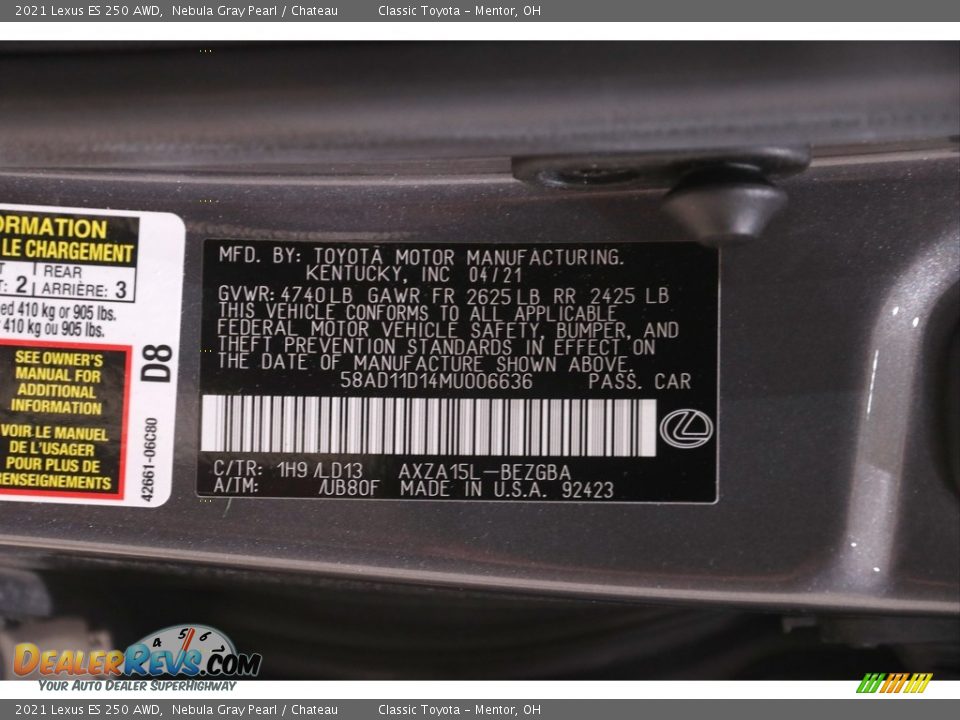 2021 Lexus ES 250 AWD, Nebula Gray Pearl / Chateau Classic Toyota – Mentor, OH
ORMATION
LE CHARGEMENT
REAR
: 2 ARRIÈRE: 3
ed 410 kg or 905 lbs.
410 kg ou 905 lbs.
SEE OWNER'S
MANUAL FOR
ADDITIONAL
INFORMATION
VOIR LE MANUEL
DE L'USAGER
POUR PLUS DE
RENSEIGNEMENTS
D8
42661-06C80
MFD. BY: TOYOTA MOTOR MANUFACTURING.
KENTUCKY, INC 04/21
GVWR:4740LB GAWR FR 2625LB RR 2425 LB
THIS VEHICLE CONFORMS TO ALL APPLICABLE
FEDERAL MOTOR VEHICLE SAFETY, BUMPER, AND
THEFT PREVENTION STANDARDS IN EFFECT ON
THE DATE OF MANUFACTURE SHOWN ABOVE.
58AD11D14MU006636 PASS. CAR
C/TR: 1H9 /LD13 AXZA15L-BEZGBA
A/TM: /UB80F MADE IN U.S.A. 92423
4 5 6
DEALERREVS.COM
YOUR AUTO DEALER SUPERHIGHWAY
2021 Lexus ES 250 AWD, Nebula Gray Pearl / Chateau Classic Toyota – Mentor, OH